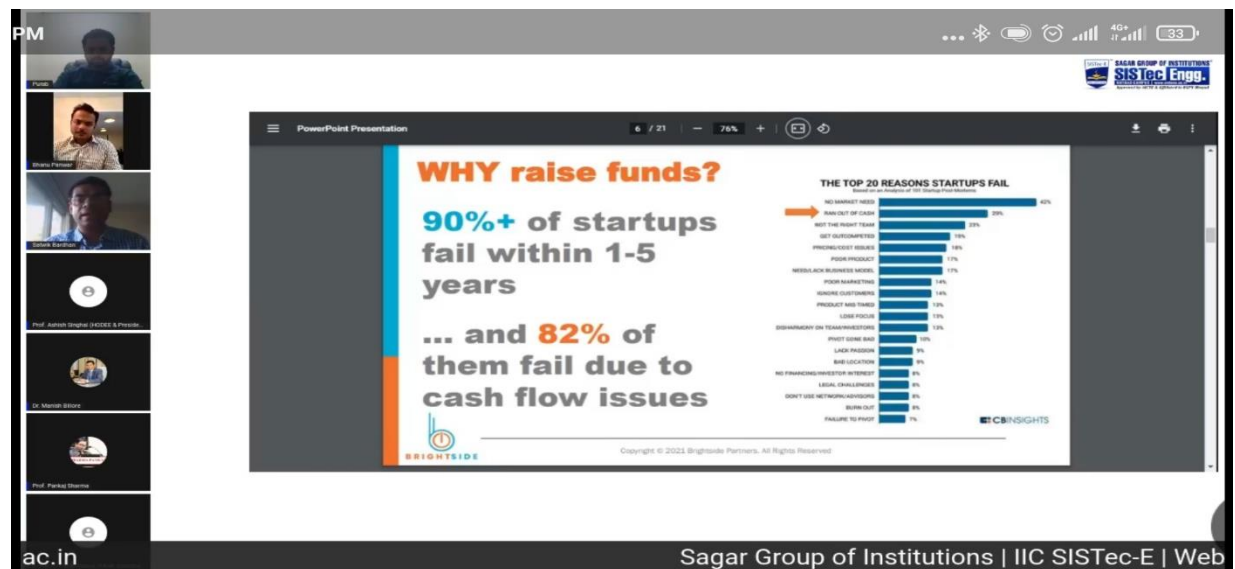 PM
4G+
33
SAGAR GROUP OF INSTITUTIONS
SISTec Engg.
PowerPoint Presentation
6 / 21
76%
WHY raise funds?
90%+ of startups
fail within 1-5
years
... and 82% of
them fail due to
cash flow issues
BRIGHTSIDE
THE TOP 20 REASONS STARTUPS FAIL
Based on an Analysis of 101 Startup Post-Mortems
NO MARKET NEED 42%
RAN OUT OF CASH 29%
NOT THE RIGHT TEAM 23%
GET OUTCOMPETED 19%
PRICING/COST ISSUES 18%
POOR PRODUCT 17%
NEED/LACK BUSINESS MODEL 17%
POOR MARKETING 14%
IGNORE CUSTOMERS 14%
PRODUCT MIS-TIMED 13%
LOSE FOCUS 13%
DISHARMONY ON TEAM/INVESTORS 13%
PIVOT GONE BAD 10%
LACK PASSION 9%
BAD LOCATION 9%
NO FINANCING/INVESTOR INTEREST 8%
LEGAL CHALLENGES 8%
DON'T USE NETWORK/ADVISORS 8%
BURN OUT 8%
FAILURE TO PIVOT 7%
CBINSIGHTS
Copyright © 2021 Brightside Partners. All Rights Reserved
Bhanu Panwar
Satwik Bardhan
Prof. Ashish Singhal (HODEE &
Dr. Manish Billore
Prof. Pankaj Sharma
ac.in
Sagar Group of Institutions | IIC SISTec-E | Web